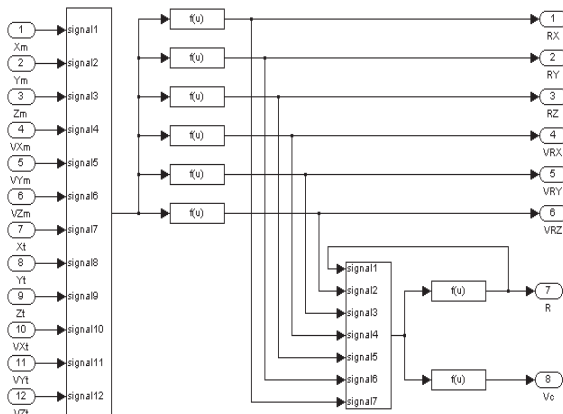 1
Xm
2
Ym
3
Zm
4
VXm
5
VYm
6
VZm
7
Xt
8
Yt
9
Zt
10
VXt
11
VYt
12
VZt
signal1
signal2
signal3
signal4
signal5
signal6
signal7
signal8
signal9
signal10
signal11
signal12
f(u)
f(u)
f(u)
f(u)
f(u)
f(u)
1
RX
2
RY
3
RZ
4
VRX
5
VRY
6
VRZ
signal1
signal2
signal3
signal4
signal5
signal6
signal7
f(u)
f(u)
7
R
8
Vc